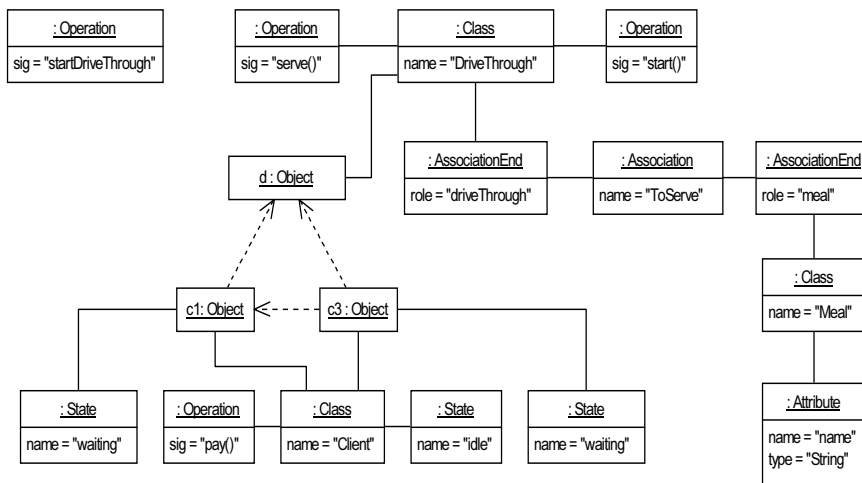 : Operation
sig = "startDriveThrough"
: Operation
sig = "serve()"
: Class
name = "DriveThrough"
: Operation
sig = "start()"
d : Object
: AssociationEnd
role = "driveThrough"
: Association
name = "ToServe"
: AssociationEnd
role = "meal"
c1: Object
c3 : Object
: Class
name = "Meal"
: State
name = "waiting"
: Operation
sig = "pay()"
: Class
name = "Client"
: State
name = "idle"
: State
name = "waiting"
: Attribute
name = "name"
type = "String"